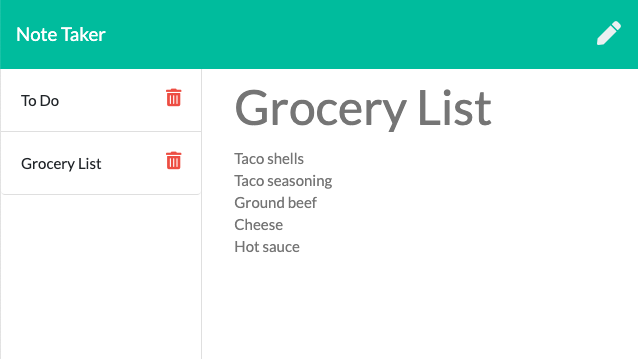 Note Taker
To Do
Grocery List
Grocery List
Taco shells
Taco seasoning
Ground beef
Cheese
Hot sauce